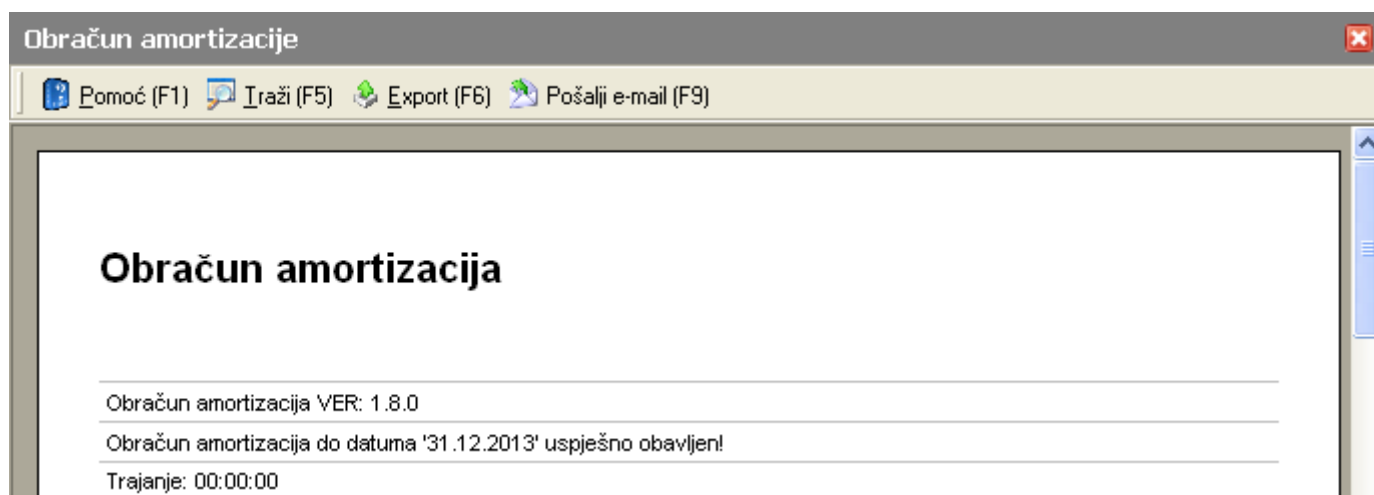 Obračun amortizacije
Pomoć (F1) Traži (F5) Export (F6) Pošalji e-mail (F9)
Obračun amortizacija
Obračun amortizacija VER: 1.8.0
Obračun amortizacija do datuma '31.12.2013' uspješno obavljen!
Trajanje: 00:00:00